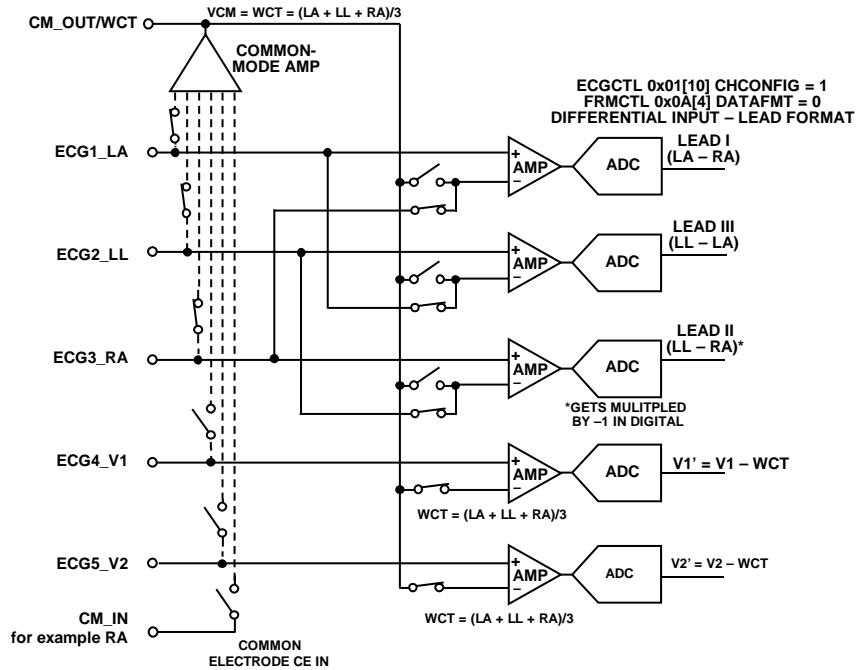 VCM = WCT = (LA + LL + RA)/3
CM_OUT/WCT
COMMON-
MODE AMP
ECGCTL 0x01[10] CHCONFIG = 1
FRMCTL 0x0A[4] DATAFMT = 0
DIFFERENTIAL INPUT – LEAD FORMAT
ECG1_LA
+
AMP
–
ADC
LEAD I
(LA – RA)
ECG2_LL
+
AMP
–
ADC
LEAD III
(LL – LA)
ECG3_RA
+
AMP
–
ADC
LEAD II
(LL – RA)*
*GETS MULITPLED
BY –1 IN DIGITAL
ECG4_V1
+
AMP
–
ADC
V1' = V1 – WCT
WCT = (LA + LL + RA)/3
ECG5_V2
+
AMP
–
ADC
V2' = V2 – WCT
WCT = (LA + LL + RA)/3
CM_IN
for example RA
COMMON
ELECTRODE CE IN